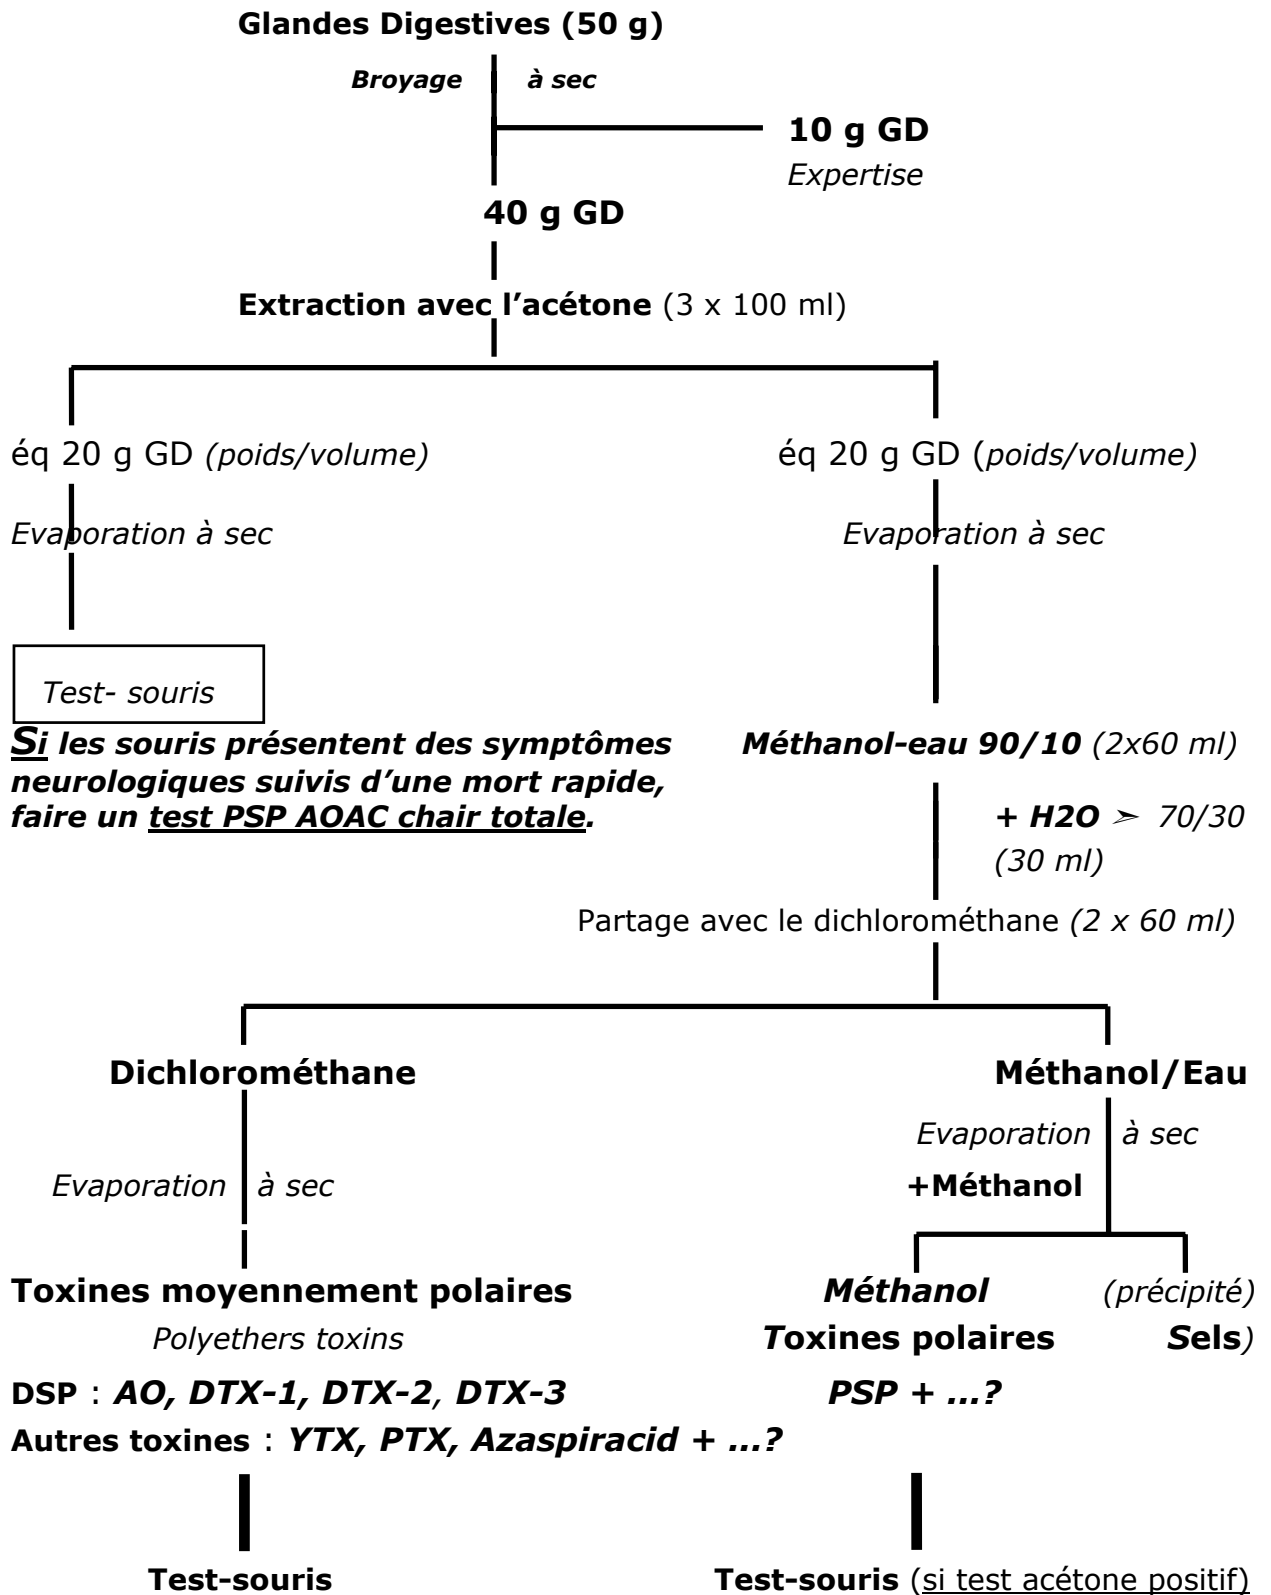 Glandes Digestives (50 g)
Broyage à sec
10 g GD
Expertise
40 g GD
Extraction avec l’acétone (3 x 100 ml)
éq 20 g GD (poids/volume)
éq 20 g GD (poids/volume)
Evaporation à sec
Evaporation à sec
Test- souris
Si les souris présentent des symptômes
neurologiques suivis d’une mort rapide,
faire un test PSP AOAC chair totale.
Méthanol-eau 90/10 (2x60 ml)
+ H2O ➣ 70/30
(30 ml)
Partage avec le dichlorométhane (2 x 60 ml)
Dichlorométhane
Méthanol/Eau
Evaporation à sec
+Méthanol
Evaporation à sec
Toxines moyennement polaires
Polyethers toxins
Méthanol (précipité)
Toxines polaires Sels)
DSP : AO, DTX-1, DTX-2, DTX-3
PSP + ...?
Autres toxines : YTX, PTX, Azaspiracid + ...?
Test-souris
Test-souris (si test acétone positif)